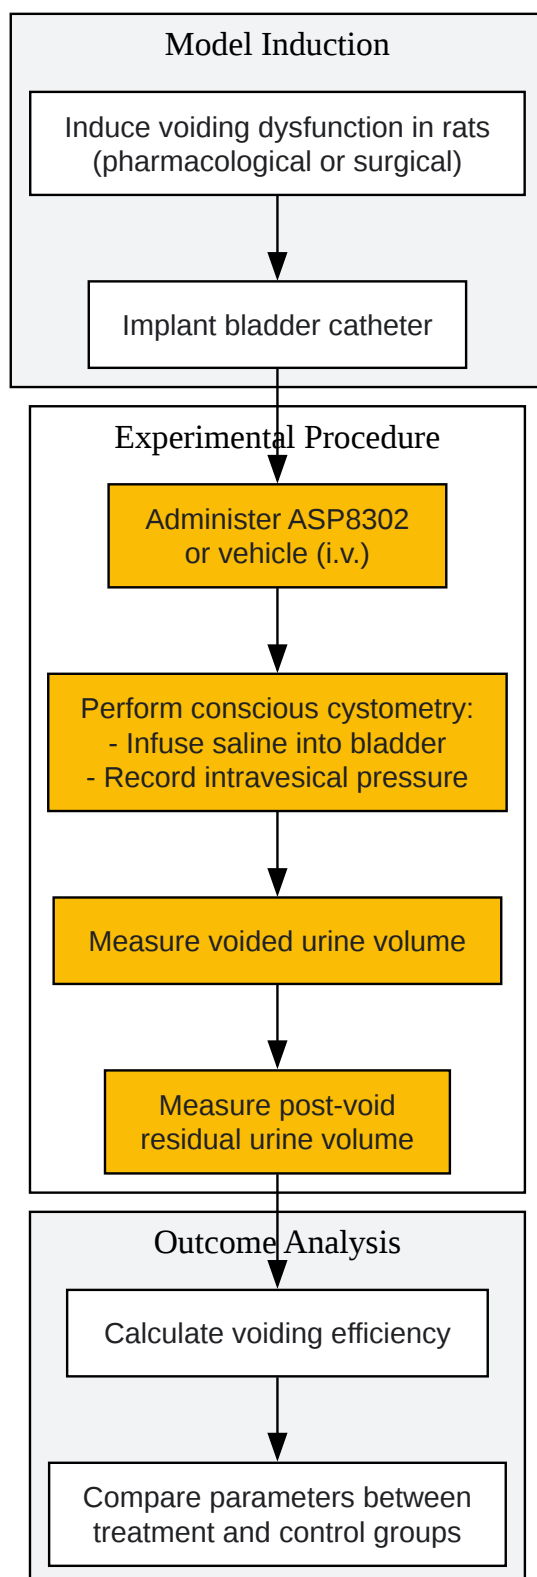 Model Induction
Induce voiding dysfunction in rats
(pharmacological or surgical)
Implant bladder catheter
Experimental Procedure
Administer ASP8302
or vehicle (i.v.)
Perform conscious cystometry:
- Infuse saline into bladder
- Record intravesical pressure
Measure voided urine volume
Measure post-void
residual urine volume
Outcome Analysis
Calculate voiding efficiency
Compare parameters between
treatment and control groups